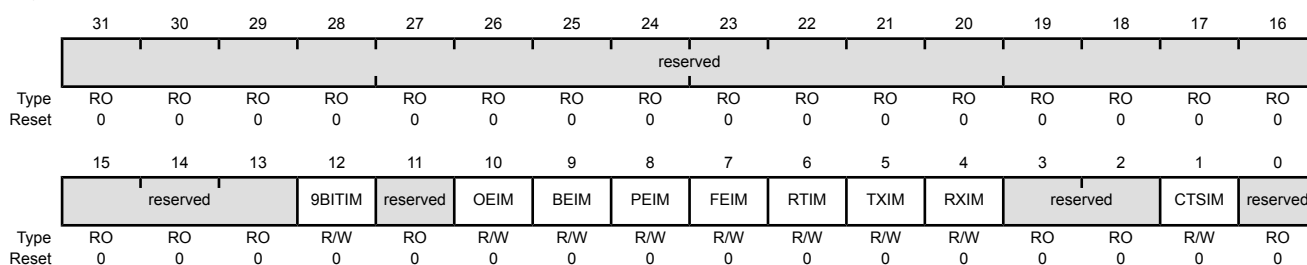 31 30 29 28 27 26 25 24 23 22 21 20 19 18 17 16
reserved
Type RO RO RO RO RO RO RO RO RO RO RO RO RO RO RO RO
Reset 0 0 0 0 0 0 0 0 0 0 0 0 0 0 0 0
15 14 13 12 11 10 9 8 7 6 5 4 3 2 1 0
reserved 9BITIM reserved OEIM BEIM PEIM FEIM RTIM TXIM RXIM reserved CTSIM reserved
Type RO RO RO R/W RO R/W R/W R/W R/W R/W R/W R/W RO RO R/W RO
Reset 0 0 0 0 0 0 0 0 0 0 0 0 0 0 0 0